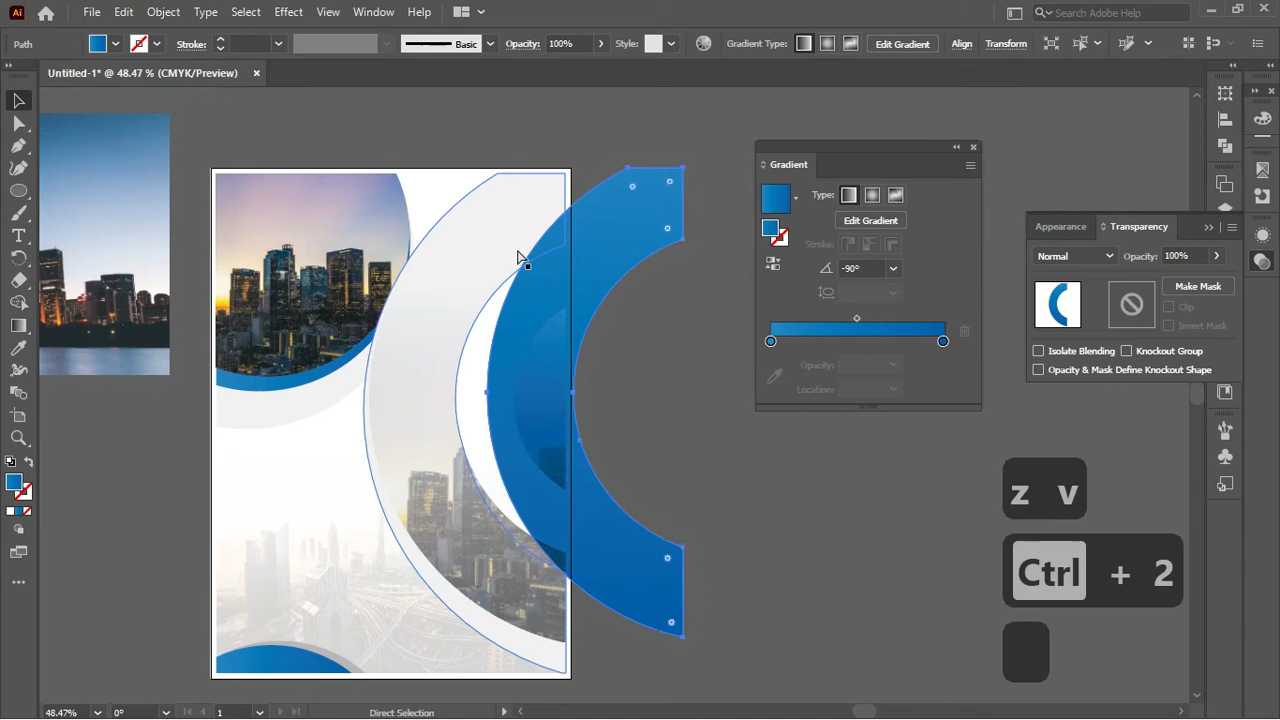 Ai
File Edit Object Type Select Effect View Window Help
Search Adobe Help
Path
Stroke:
Basic
Opacity: 100%
Style:
Gradient Type:
Edit Gradient
Align
Transform
Untitled-1* @ 48.47 % (CMYK/Preview)
Gradient
Type:
Edit Gradient
Stroke:
-90°
Opacity:
Location:
Appearance
Transparency
Normal
Opacity: 100%
Make Mask
Clip
Invert Mask
Isolate Blending
Knockout Group
Opacity & Mask Define Knockout Shape
z v
Ctrl + 2
48.47%
0°
1
Direct Selection